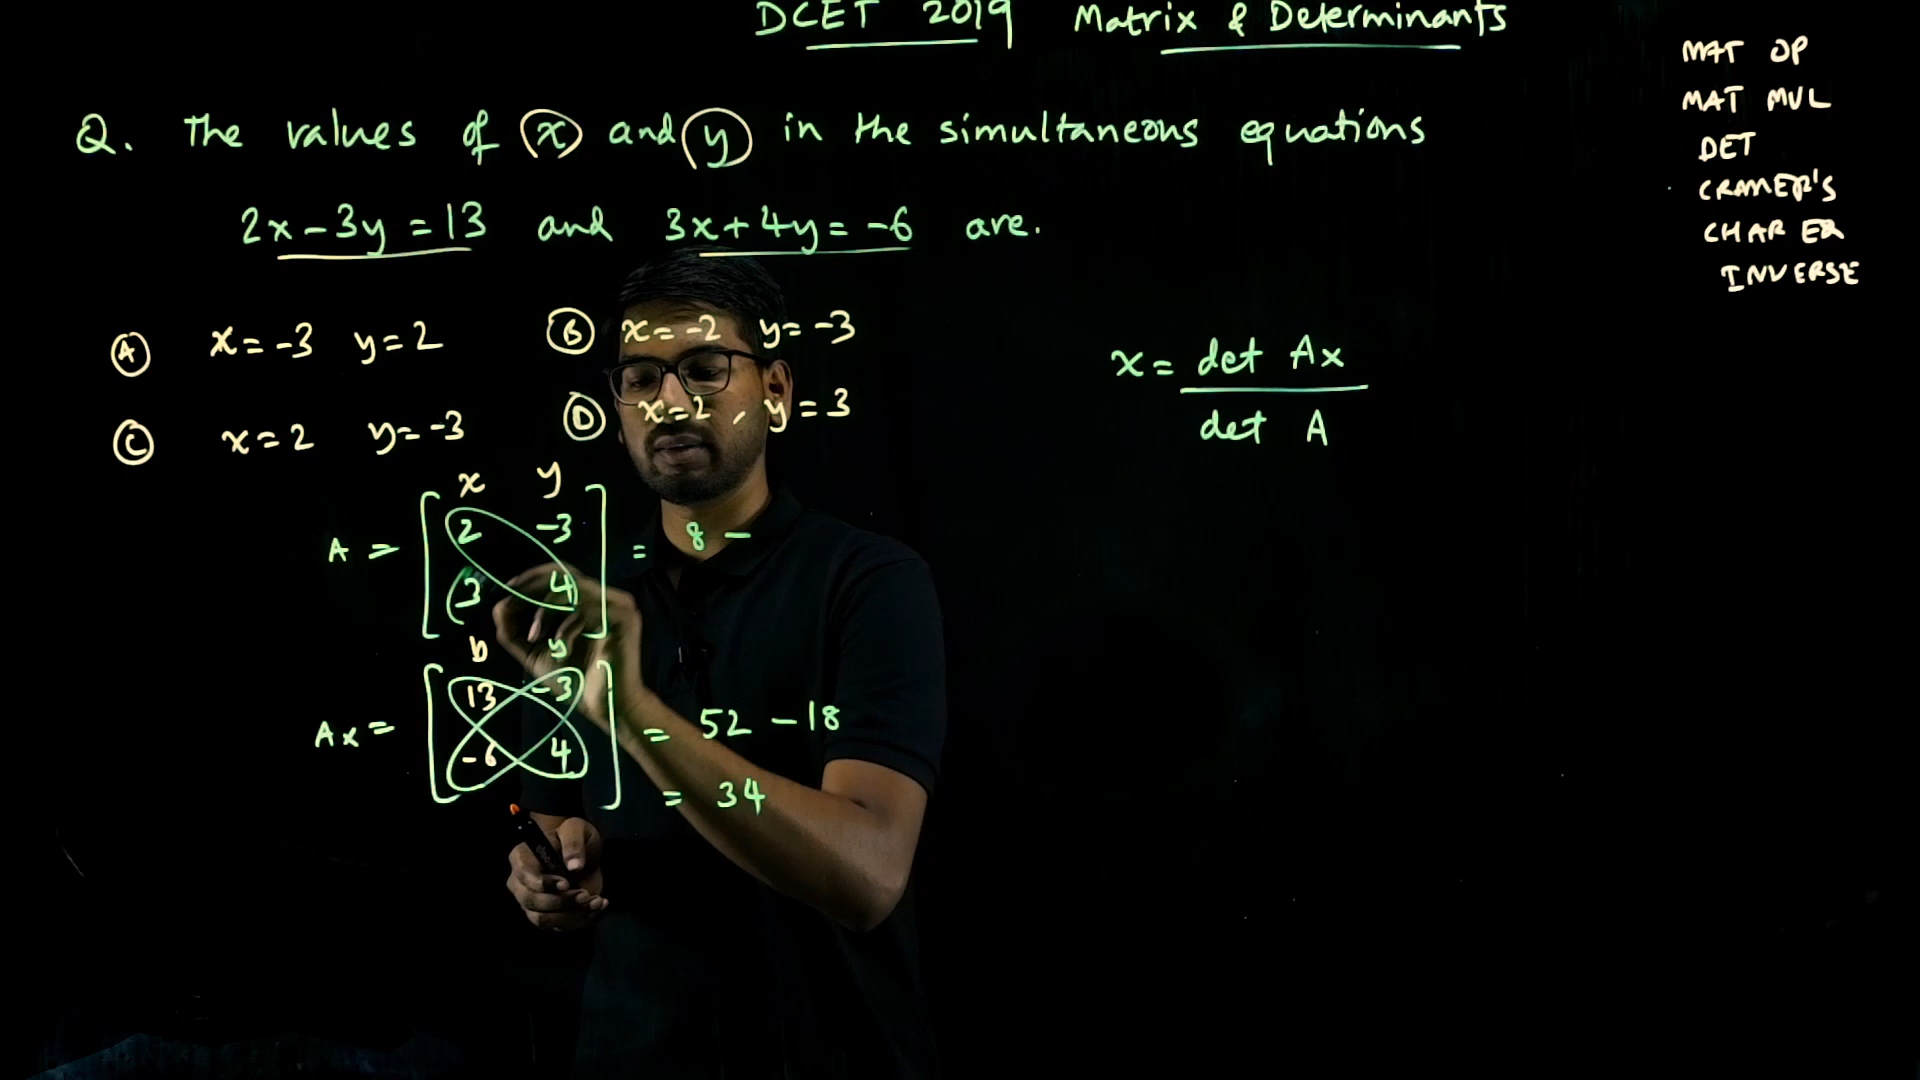 DCET 2019 Matrix & Determinants
MAT OP
MAT MUL
DET
CRAMER'S
CHAR EQ
INVERSE
Q. The values of x and y in the simultaneous equations
2x - 3y = 13 and 3x + 4y = -6 are.
A x = -3 y = 2 B x = -2 y = -3
C x = 2 y = -3 D x = 2, y = 3
x = det Ax
det A
x y
A = [ 2 -3 = 8 -
3 4 ]
b y
Ax = [ 13 -3 = 52 - 18
-6 4 ] = 34